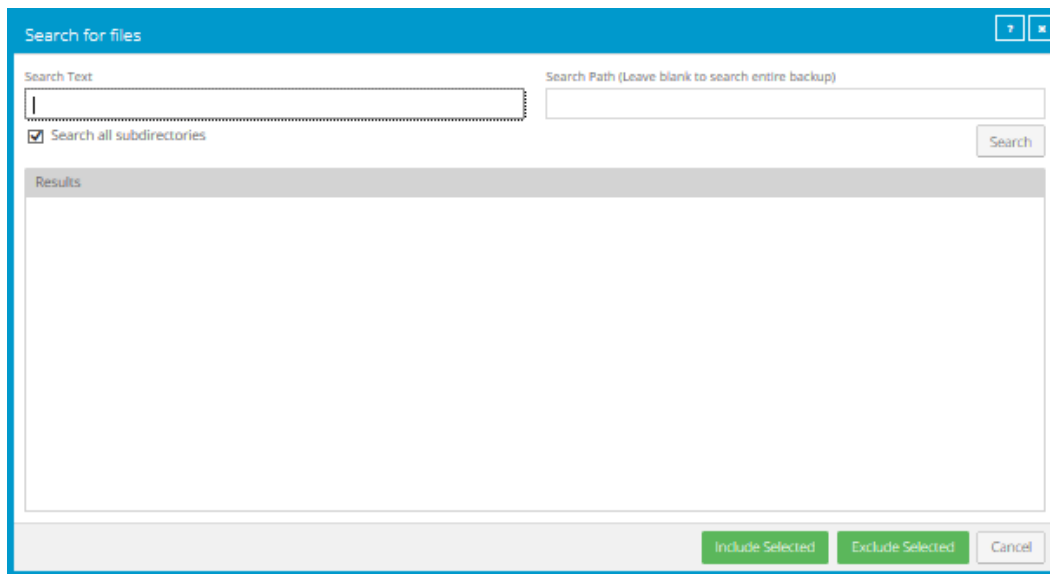 Search for files
?
Search Text
Search Path (Leave blank to search entire backup)
Search all subdirectories
Search
Results
Include Selected
Exclude Selected
Cancel